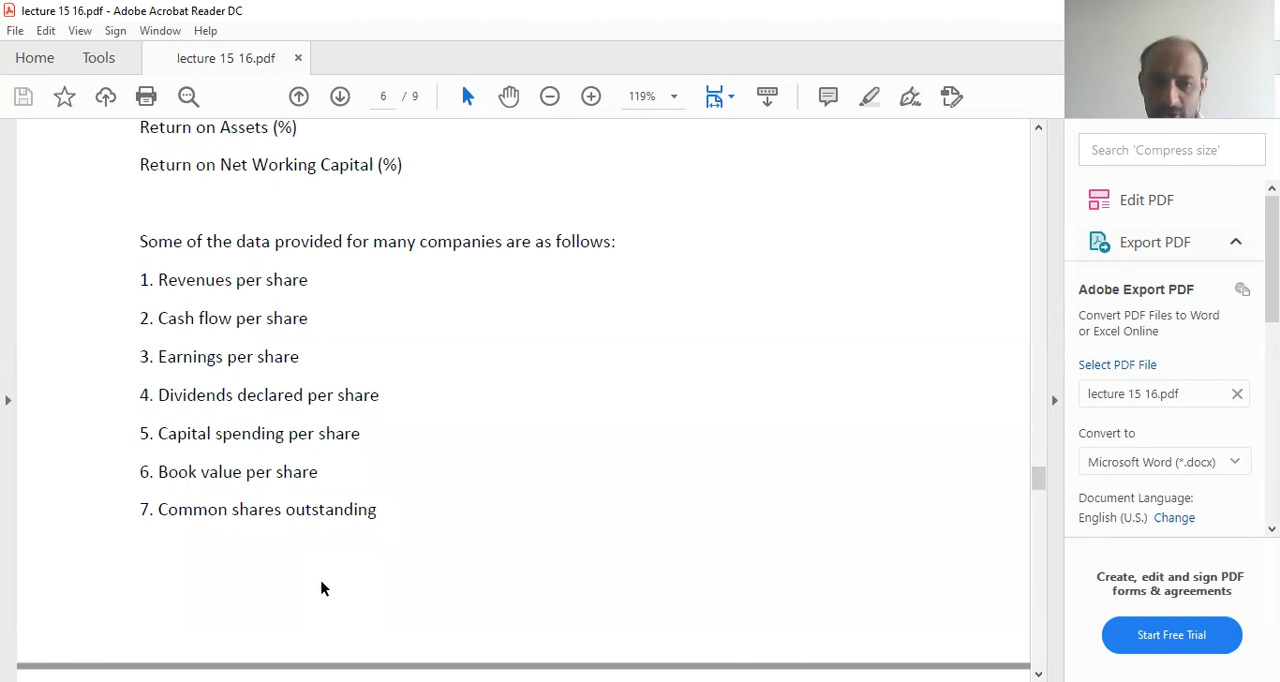 lecture 15 16.pdf - Adobe Acrobat Reader DC
File Edit View Sign Window Help
Home Tools lecture 15 16.pdf ×
6 / 9 119%
Return on Assets (%)
Return on Net Working Capital (%)
Some of the data provided for many companies are as follows:
1. Revenues per share
2. Cash flow per share
3. Earnings per share
4. Dividends declared per share
5. Capital spending per share
6. Book value per share
7. Common shares outstanding
Search 'Compress size'
Edit PDF
Export PDF
Adobe Export PDF
Convert PDF Files to Word
or Excel Online
Select PDF File
lecture 15 16.pdf
Convert to
Microsoft Word (*.docx)
Document Language:
English (U.S.) Change
Create, edit and sign PDF
forms & agreements
Start Free Trial